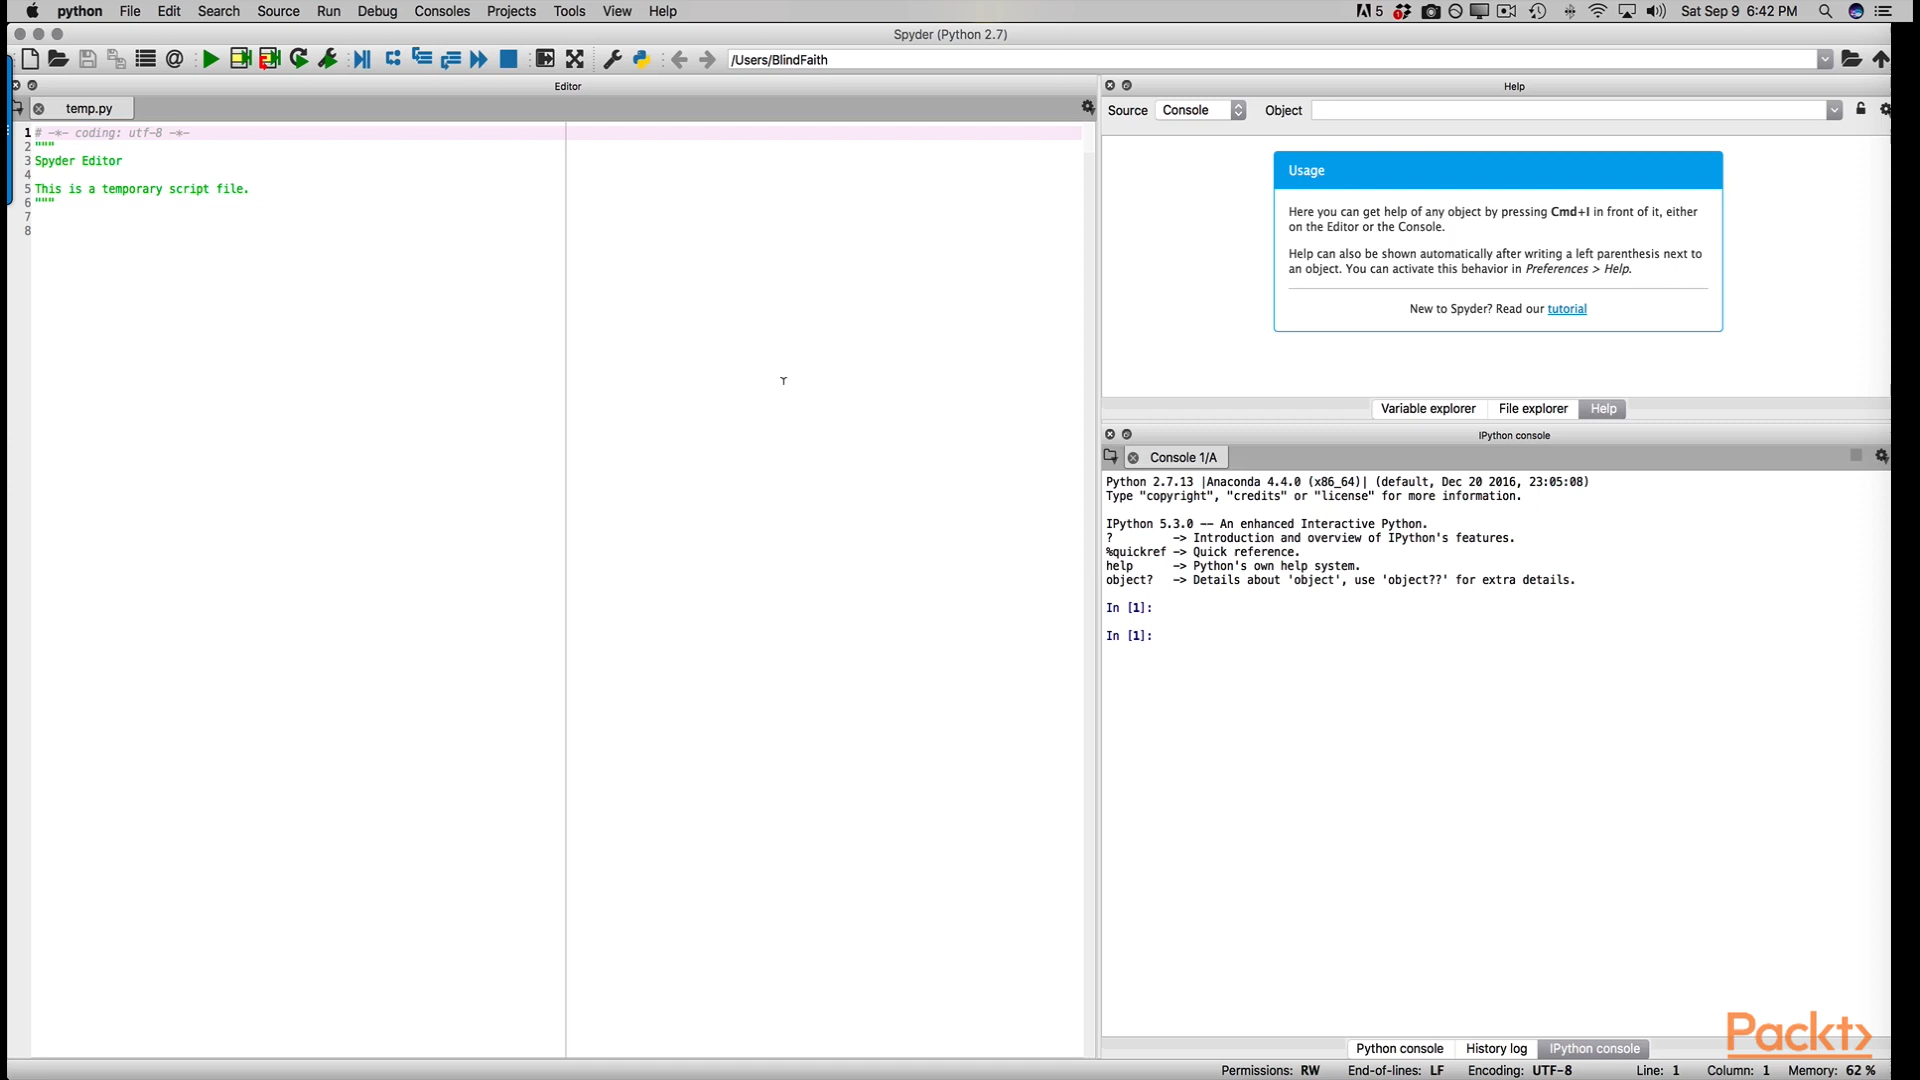 python File Edit Search Source Run Debug Consoles Projects Tools View Help 5 Sat Sep 9 6:42 PM
Spyder (Python 2.7)
/Users/BlindFaith
Editor
temp.py
1 # -*- coding: utf-8 -*-
2 """
3 Spyder Editor
4
5 This is a temporary script file.
6 """
7
8
Help
Source Console Object
Usage
Here you can get help of any object by pressing Cmd+I in front of it, either
on the Editor or the Console.
Help can also be shown automatically after writing a left parenthesis next to
an object. You can activate this behavior in Preferences > Help.
New to Spyder? Read our tutorial
Variable explorer File explorer Help
IPython console
Console 1/A
Python 2.7.13 |Anaconda 4.4.0 (x86_64)| (default, Dec 20 2016, 23:05:08)
Type "copyright", "credits" or "license" for more information.
IPython 5.3.0 -- An enhanced Interactive Python.
? -> Introduction and overview of IPython's features.
%quickref -> Quick reference.
help -> Python's own help system.
object? -> Details about 'object', use 'object??' for extra details.
In [1]:
In [1]:
Packt>
Python console History log IPython console
Permissions: RW End-of-lines: LF Encoding: UTF-8 Line: 1 Column: 1 Memory: 62 %